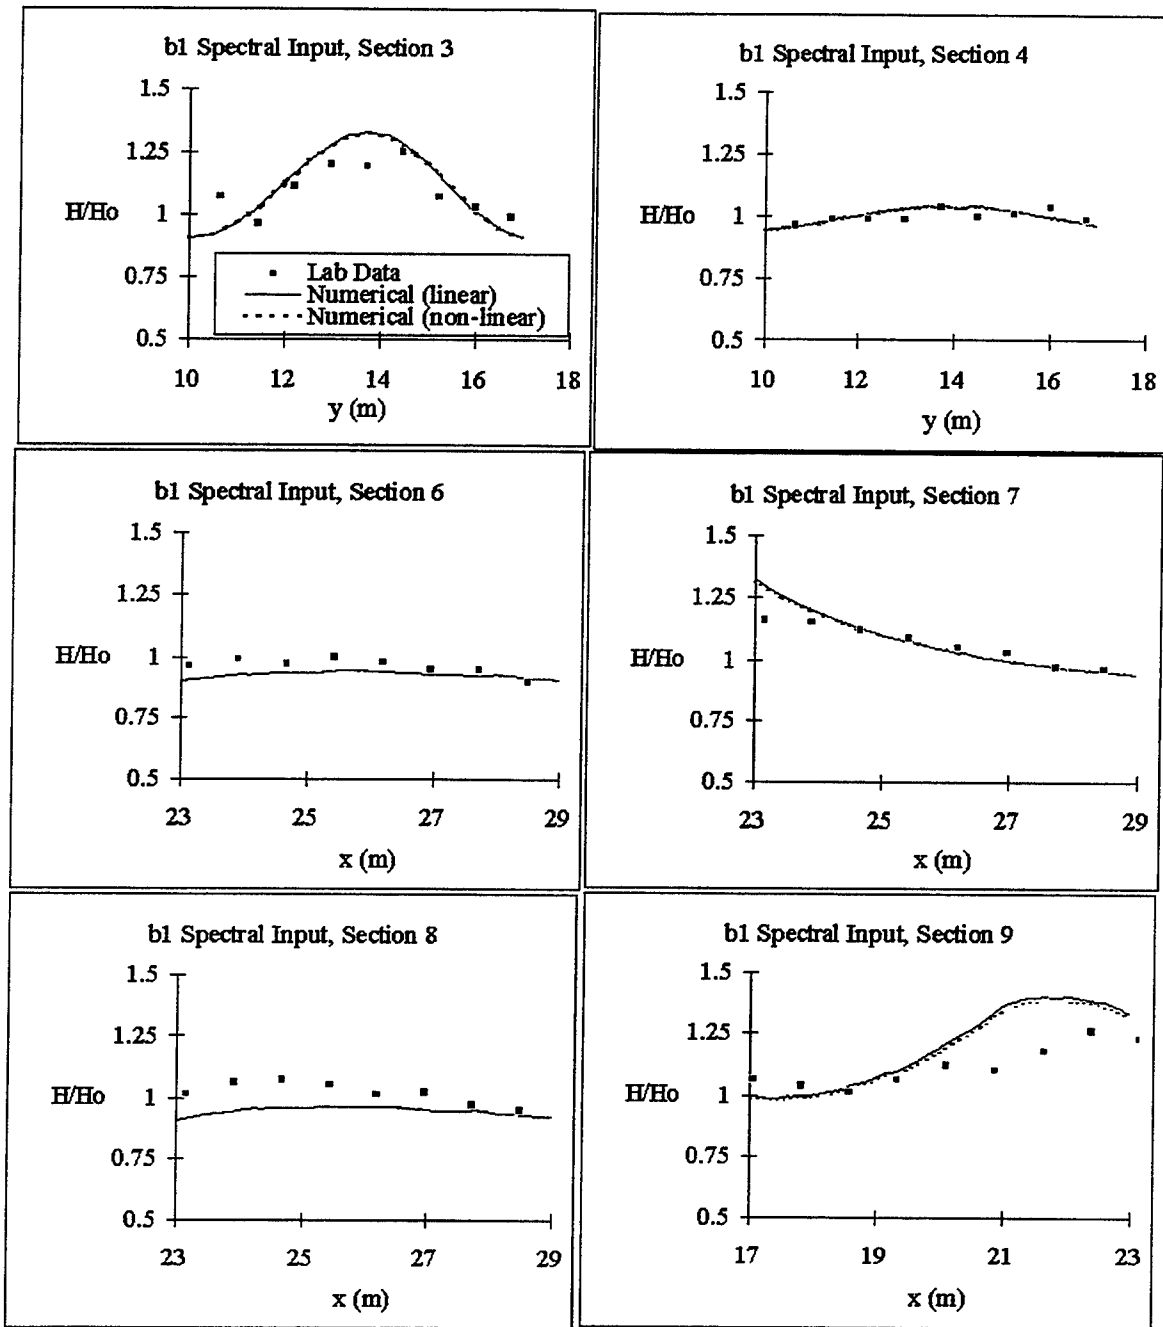 b1 Spectral Input, Section 3
1.5
1.25
H/Ho
1
0.75
0.5
Lab Data
Numerical (linear)
Numerical (non-linear)
10 12 14 16 18
y (m)
b1 Spectral Input, Section 4
1.5
1.25
H/Ho
1
0.75
0.5
10 12 14 16 18
y (m)
b1 Spectral Input, Section 6
1.5
1.25
H/Ho
1
0.75
0.5
23 25 27 29
x (m)
b1 Spectral Input, Section 7
1.5
1.25
H/Ho
1
0.75
0.5
23 25 27 29
x (m)
b1 Spectral Input, Section 8
1.5
1.25
H/Ho
1
0.75
0.5
23 25 27 29
x (m)
b1 Spectral Input, Section 9
1.5
1.25
H/Ho
1
0.75
0.5
17 19 21 23
x (m)